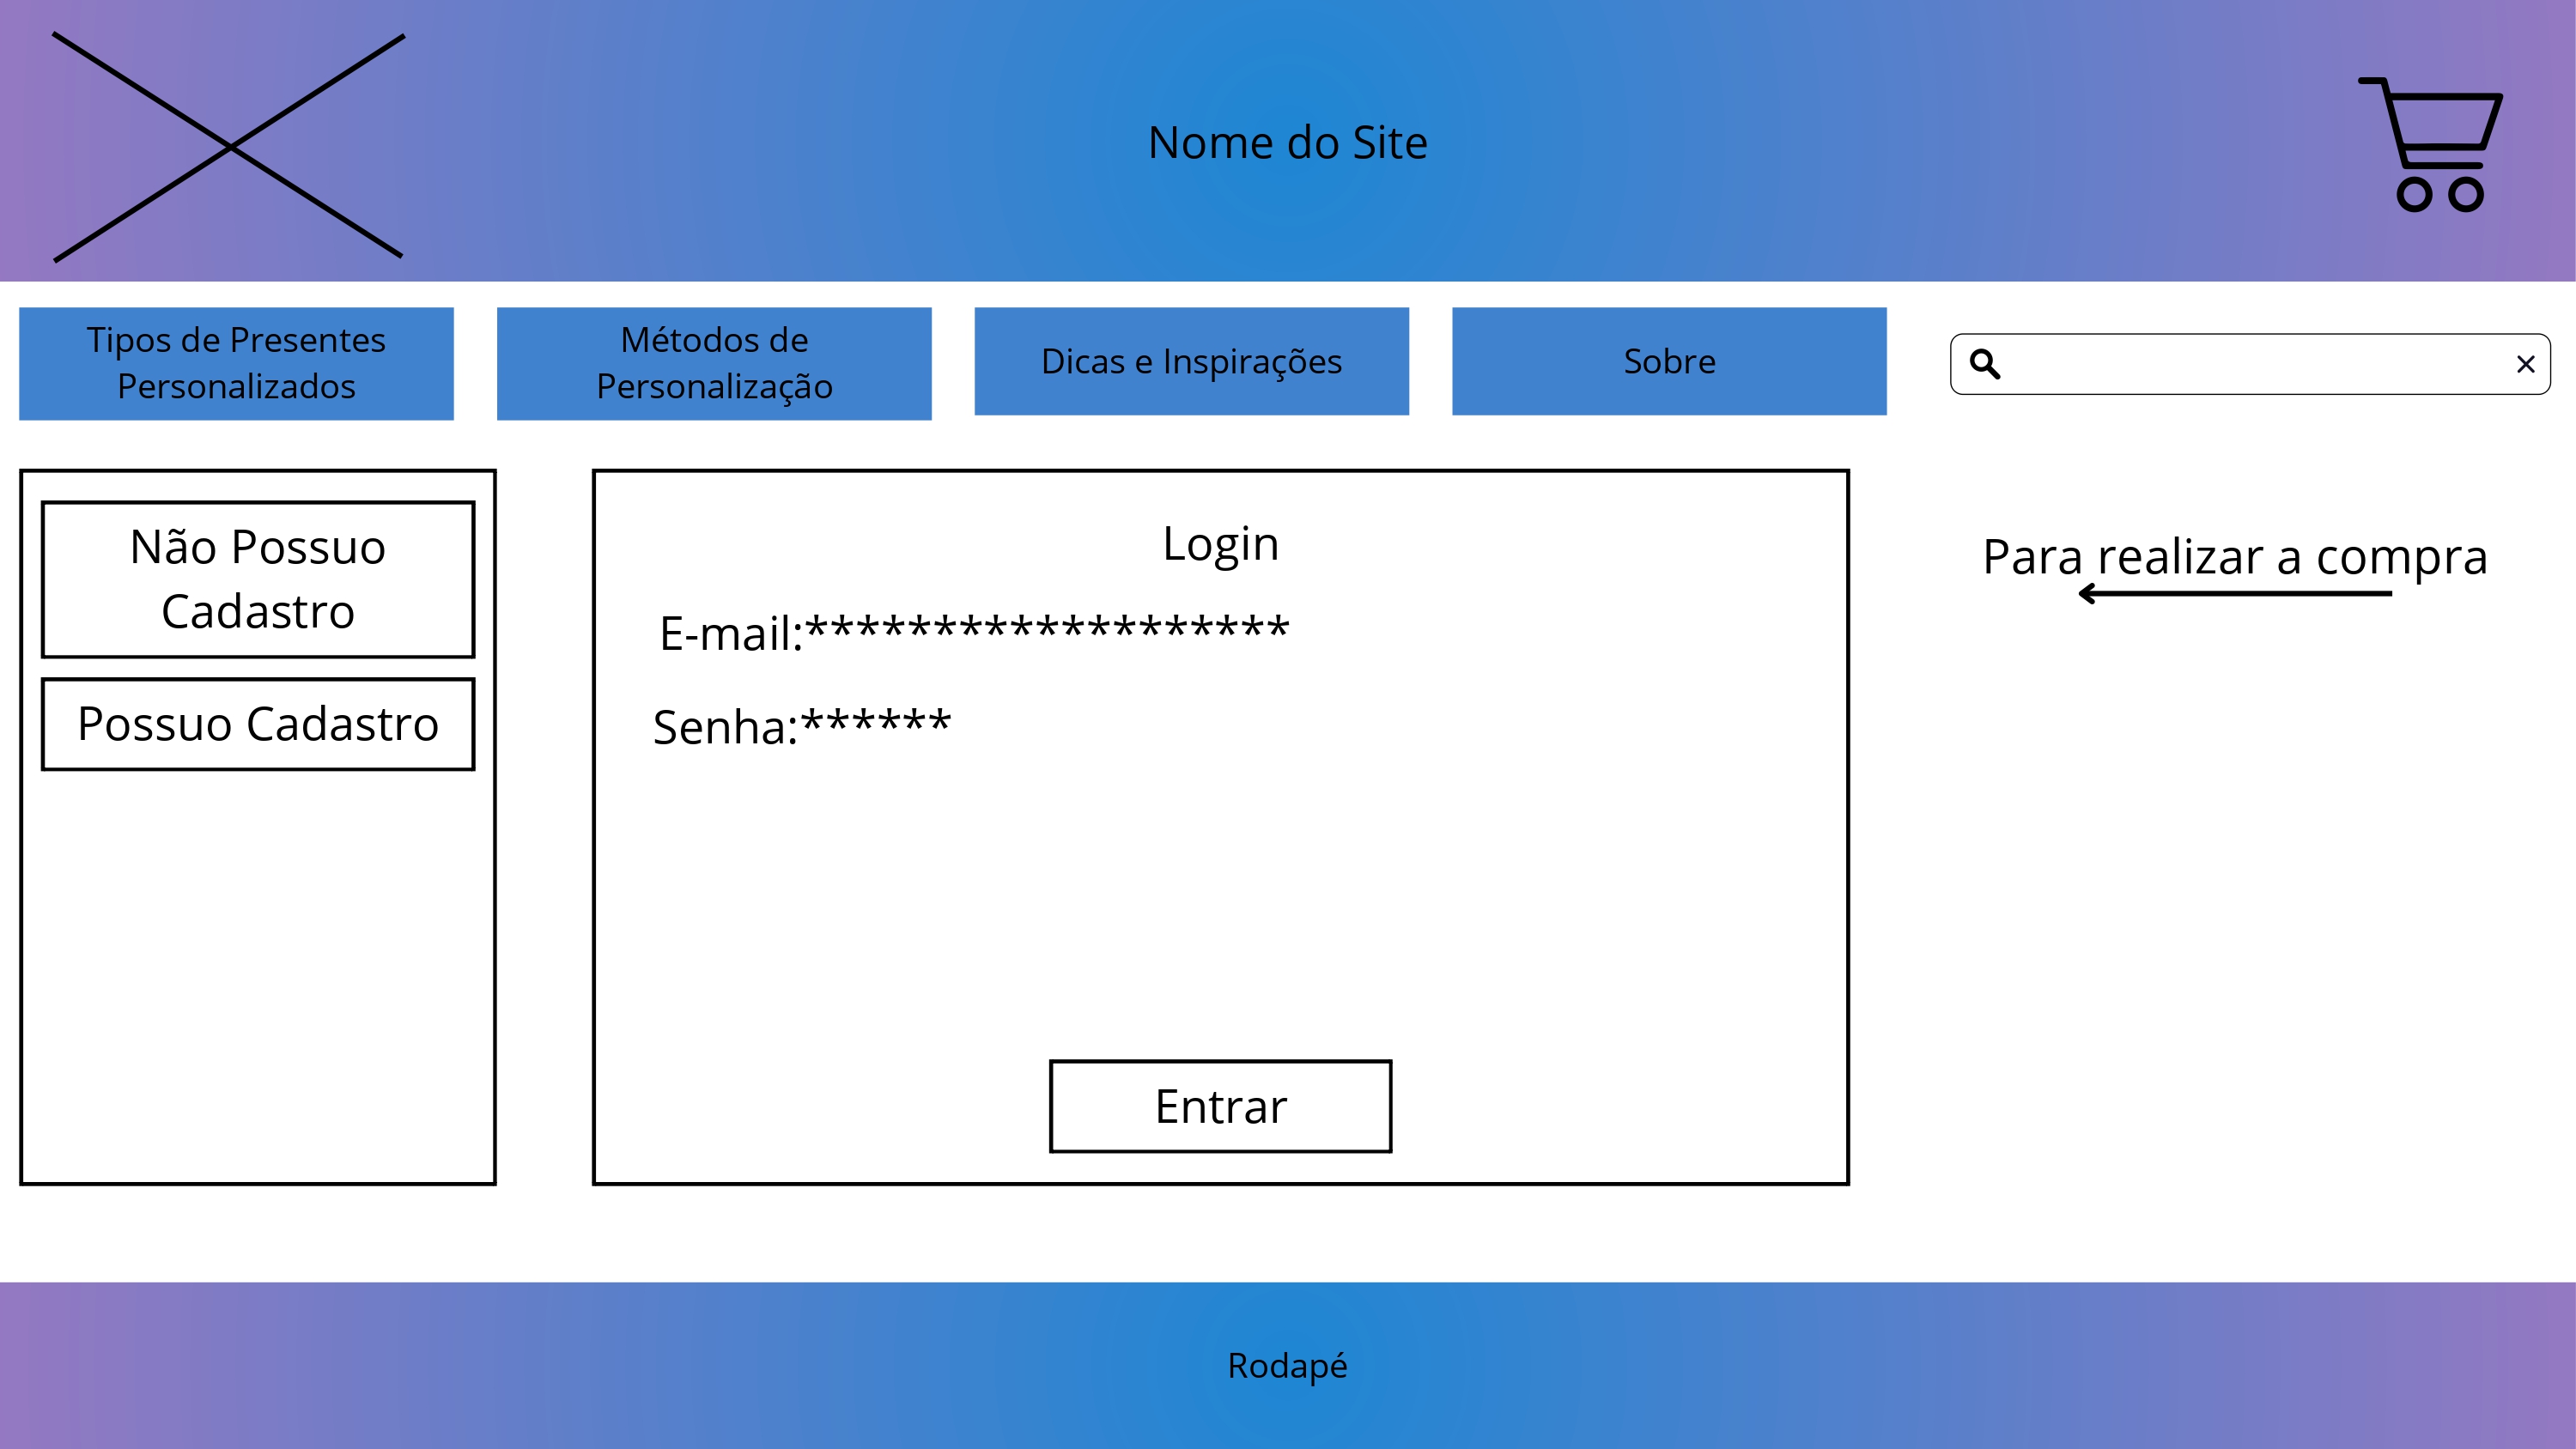 Nome do Site
Tipos de Presentes
Personalizados
Métodos de
Personalização
Dicas e Inspirações
Sobre
Não Possuo
Cadastro
Possuo Cadastro
Login
E-mail:*******************
Senha:******
Entrar
Para realizar a compra
Rodapé